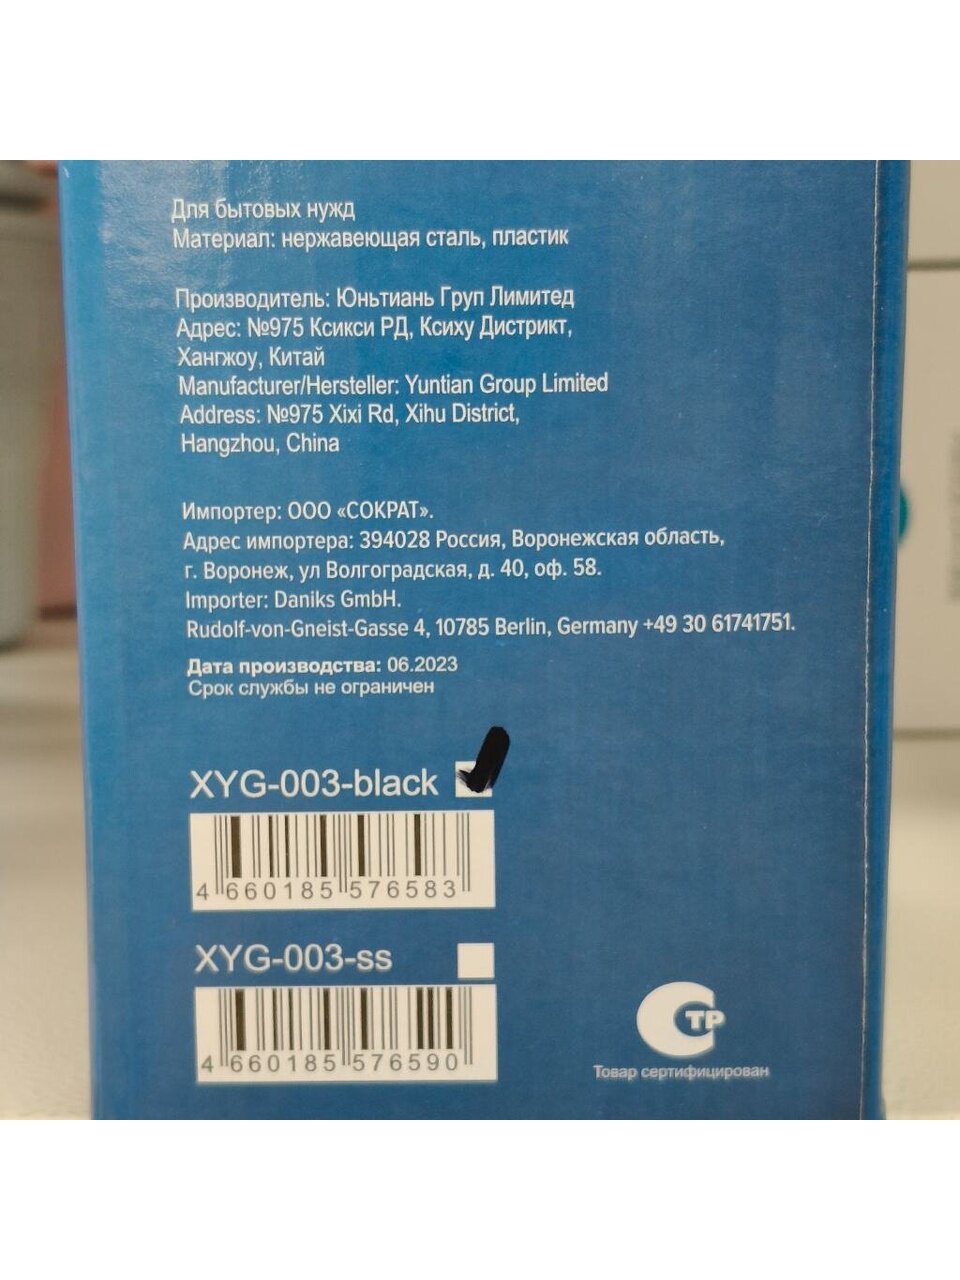 Для бытовых нужд
Материал: нержавеющая сталь, пластик
Производитель: Юньтиань Груп Лимитед
Адрес: №975 Ксикси РД, Ксиху Дистрикт,
Хангжоу, Китай
Manufacturer/Hersteller: Yuntian Group Limited
Address: №975 Xixi Rd, Xihu District,
Hangzhou, China
Импортер: ООО «СОКРАТ».
Адрес импортера: 394028 Россия, Воронежская область,
г. Воронеж, ул Волгоградская, д. 40, оф. 58.
Importer: Daniks GmbH.
Rudolf-von-Gneist-Gasse 4, 10785 Berlin, Germany +49 30 61741751.
Дата производства: 06.2023
Срок службы не ограничен
XYG-003-black
4 660185 576583
XYG-003-ss
4 660185 576590
СТР
Товар сертифицирован